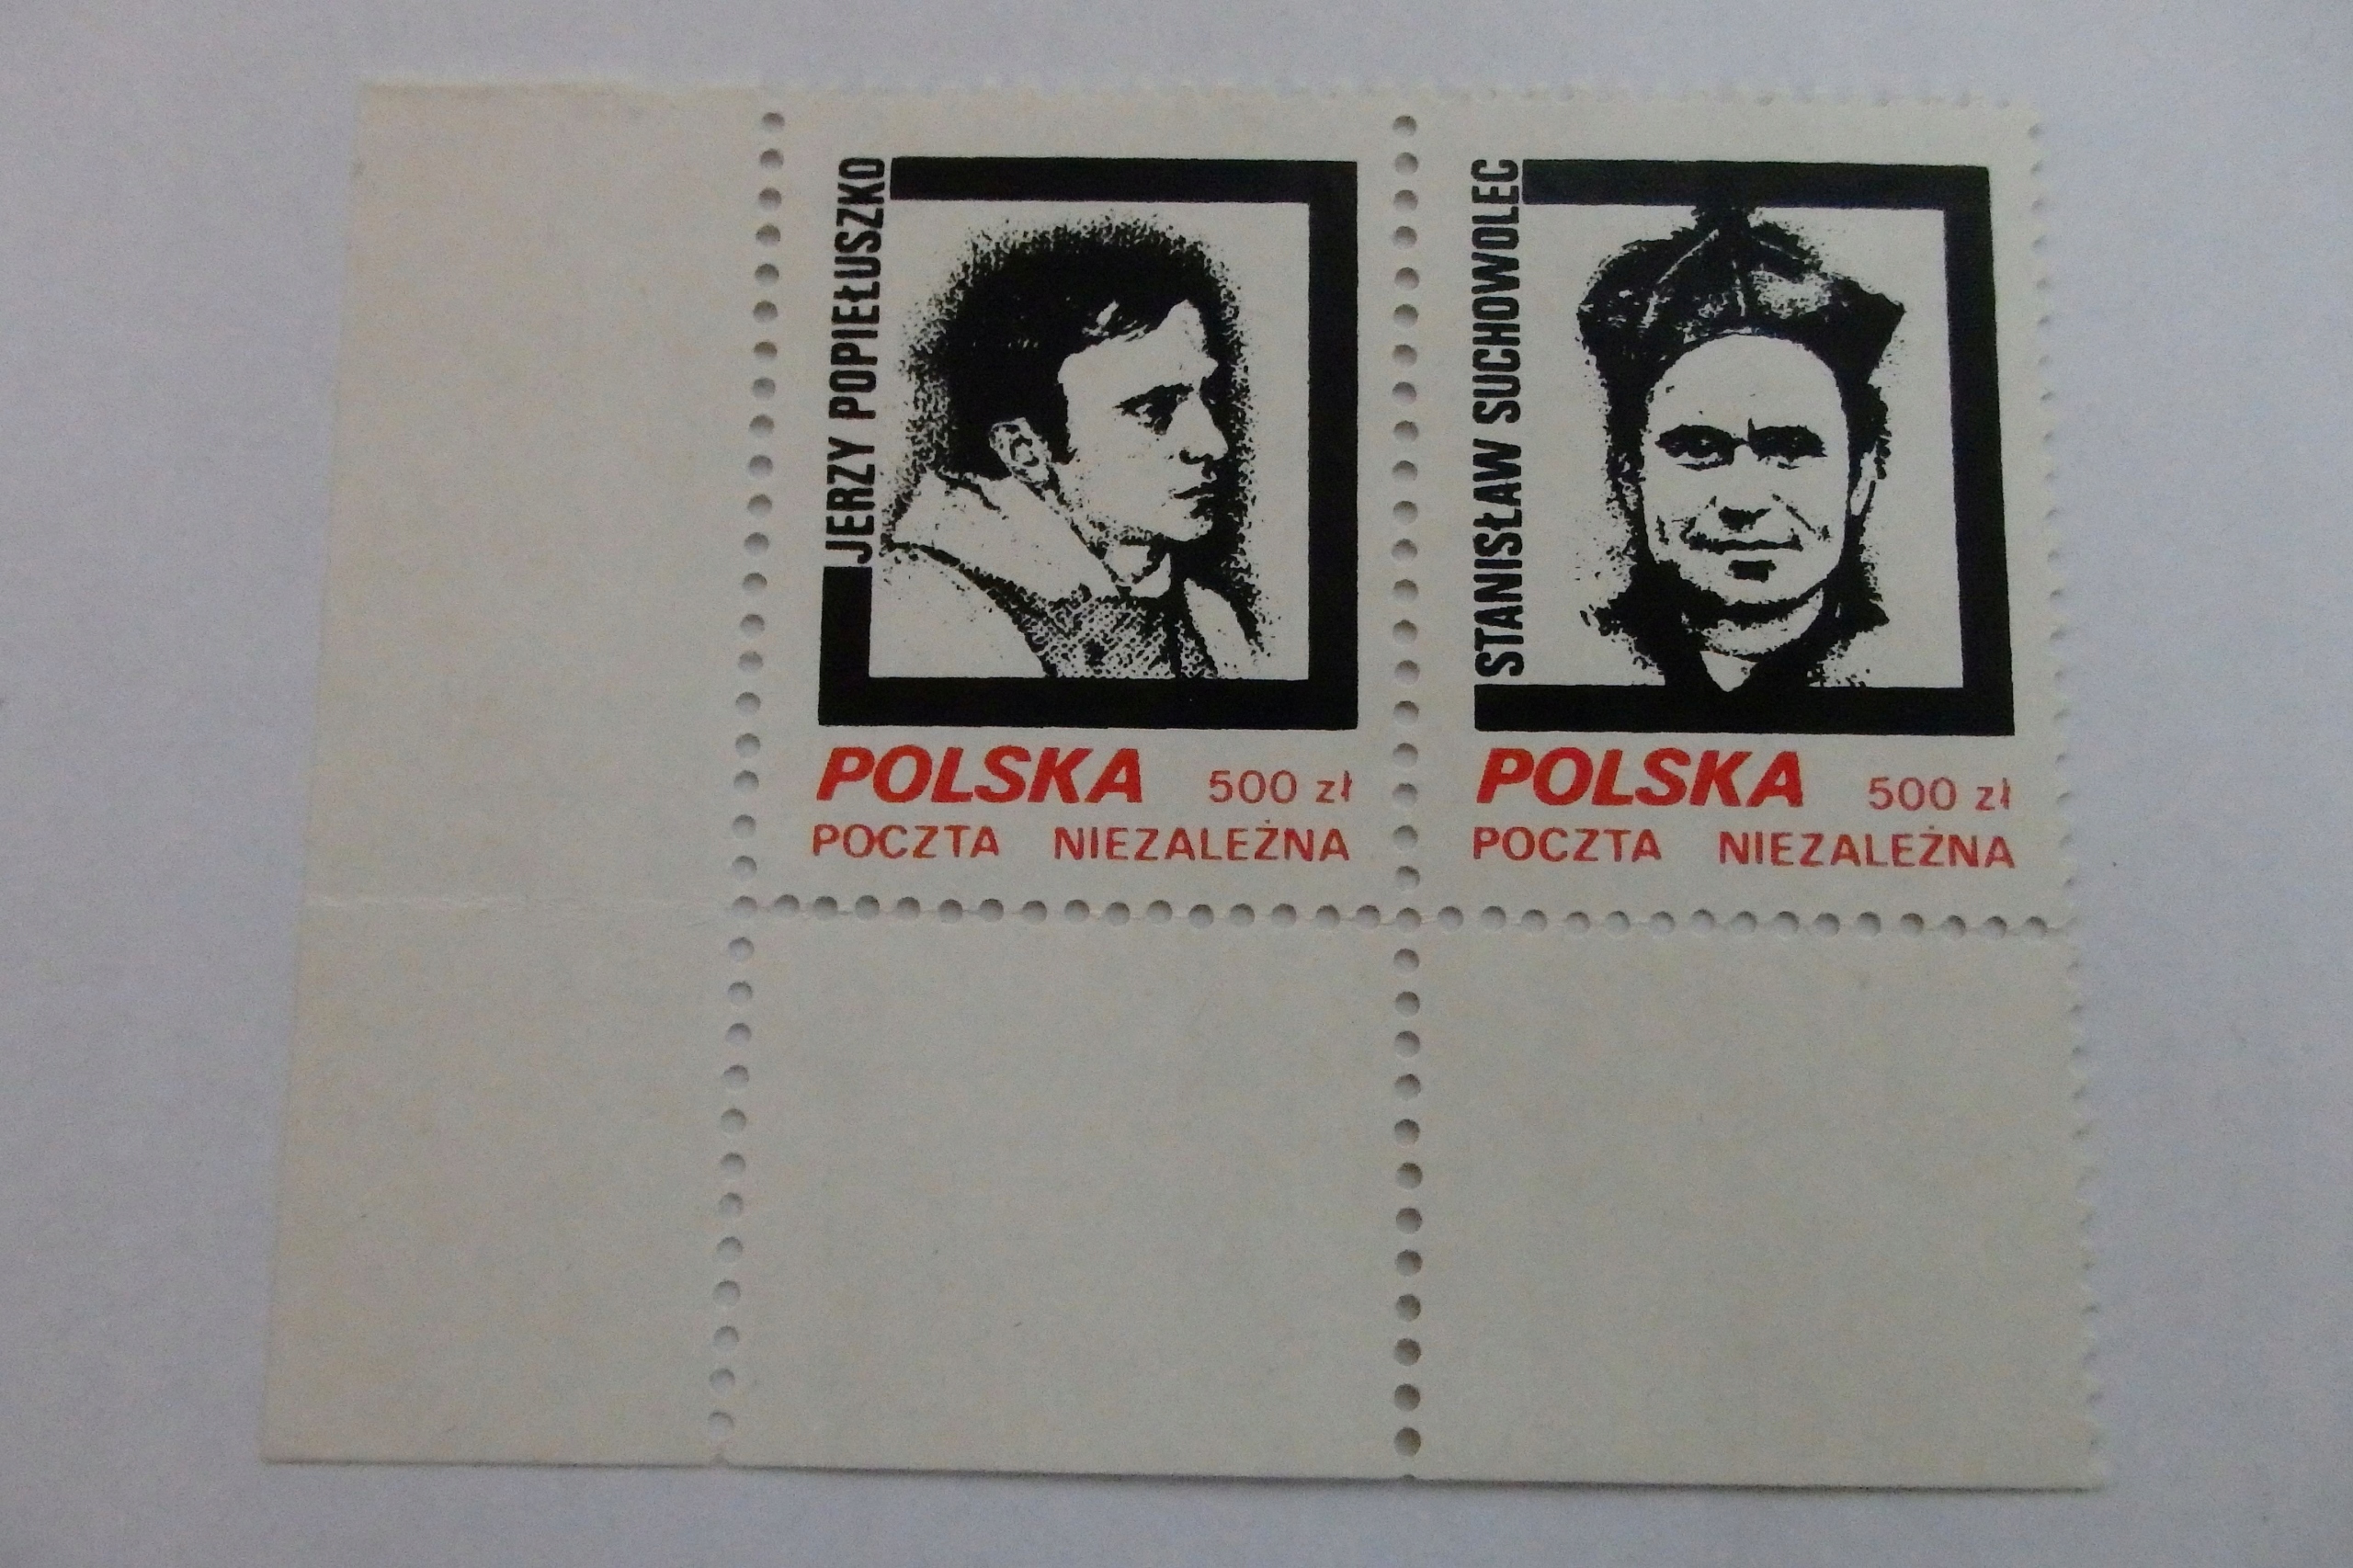 JERZY POPIEŁUSZKO
POLSKA 500 zł
POCZTA NIEZALEŻNA
STANISŁAW SUCHOWOLEC
POLSKA 500 zł
POCZTA NIEZALEŻNA